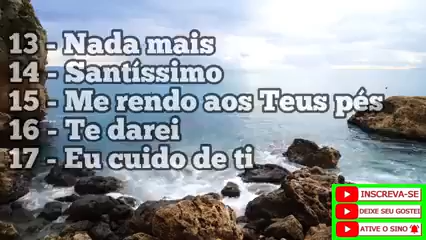 13 - Nada mais
14 - Santíssimo
15 - Me rendo aos Teus pés
16 - Te darei
17 - Eu cuido de ti
INSCREVA-SE
DEIXE SEU GOSTEI
ATIVE O SINO